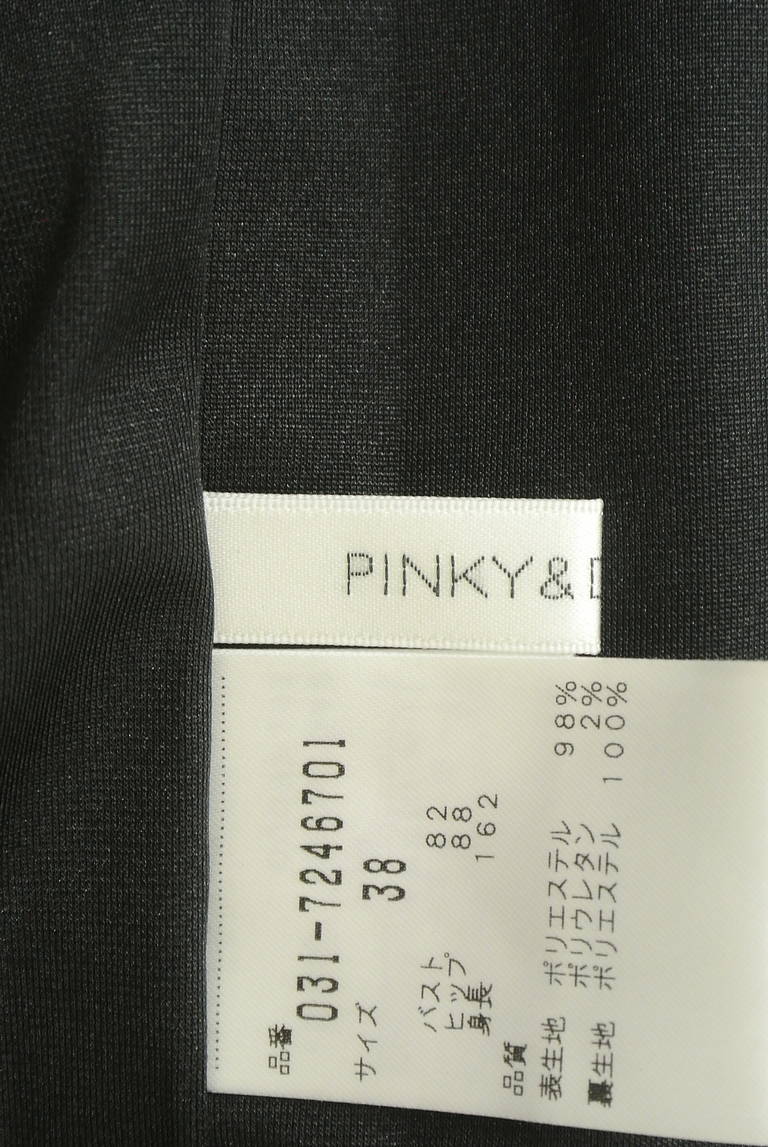 PINKY&D
品番
031-7246701
サイズ 38
バスト 82
ヒップ 88
身長 162
品質
表生地 ポリエステル 98%
ポリウレタン 2%
裏生地 ポリエステル 100%